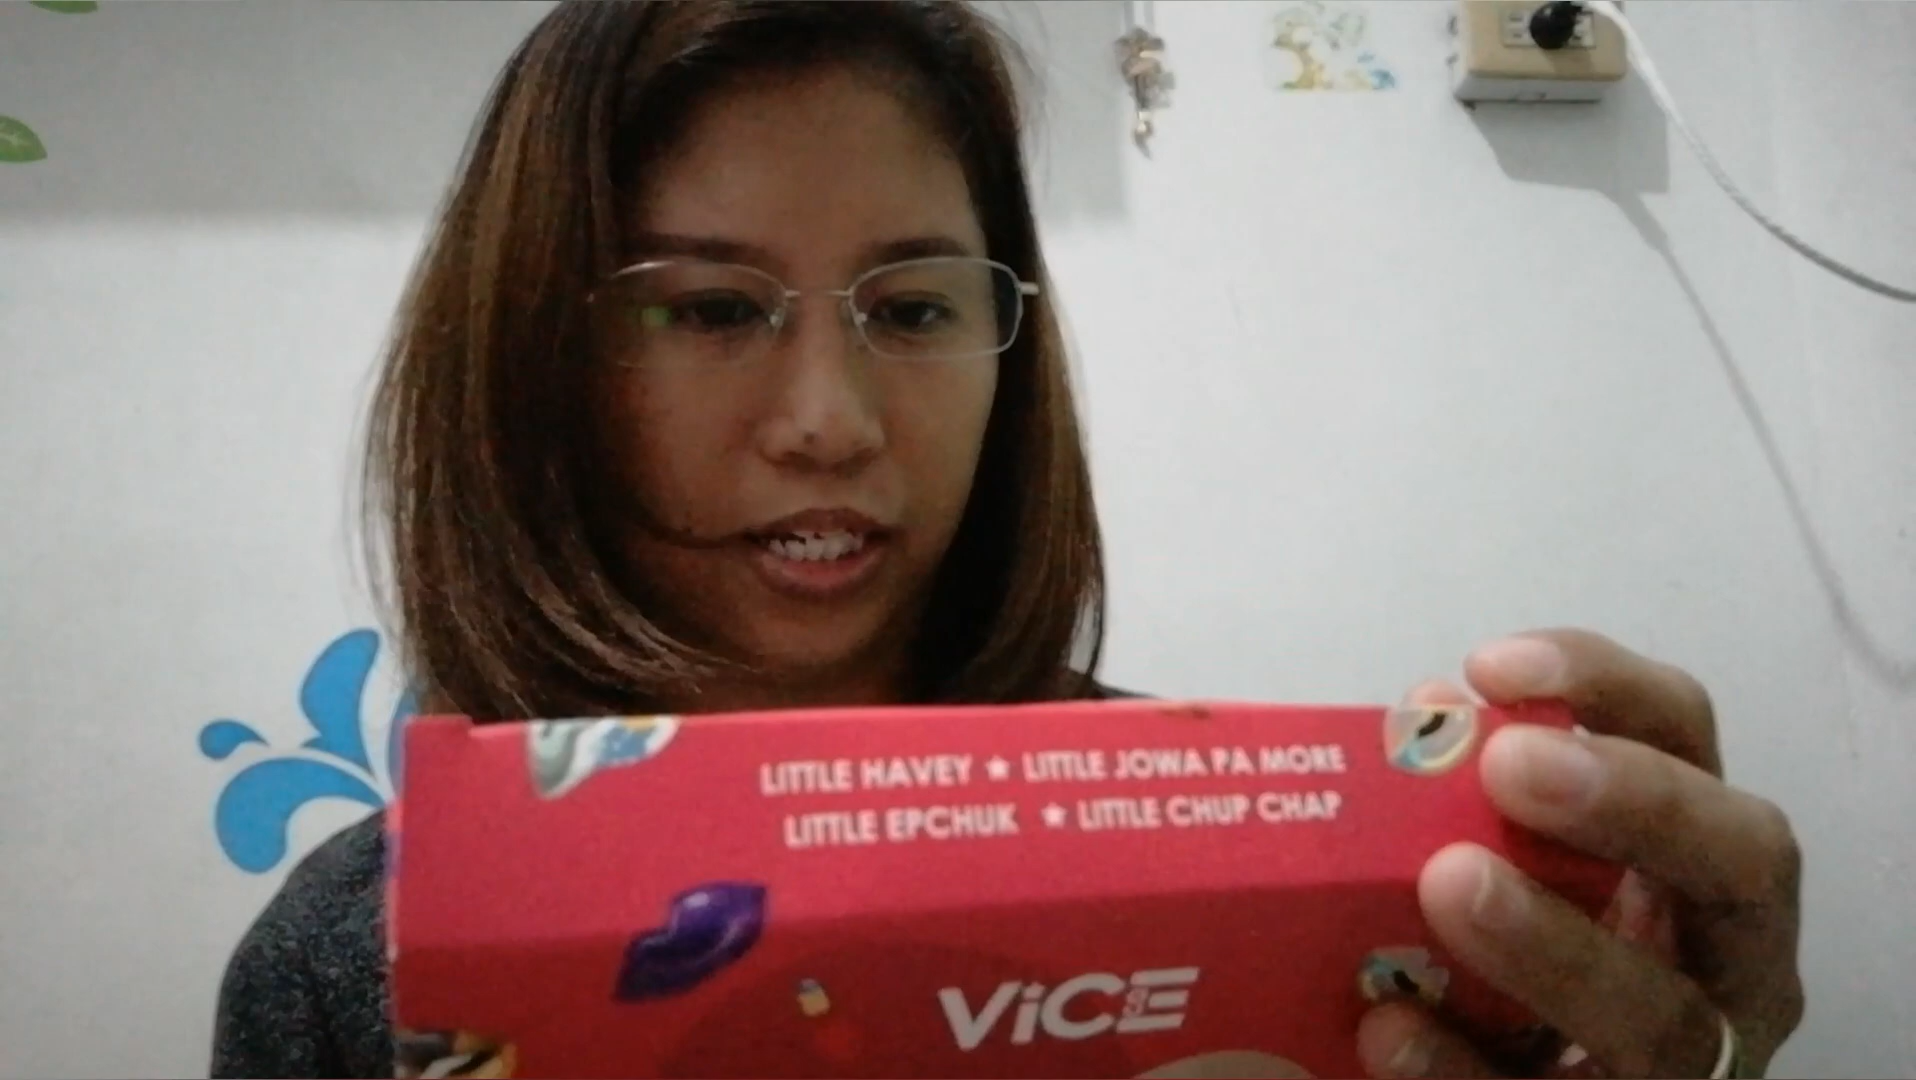 LITTLE HAVEY ★ LITTLE JOWA PA MORE
LITTLE EPCHUK ★ LITTLE CHUP CHAP
ViCE